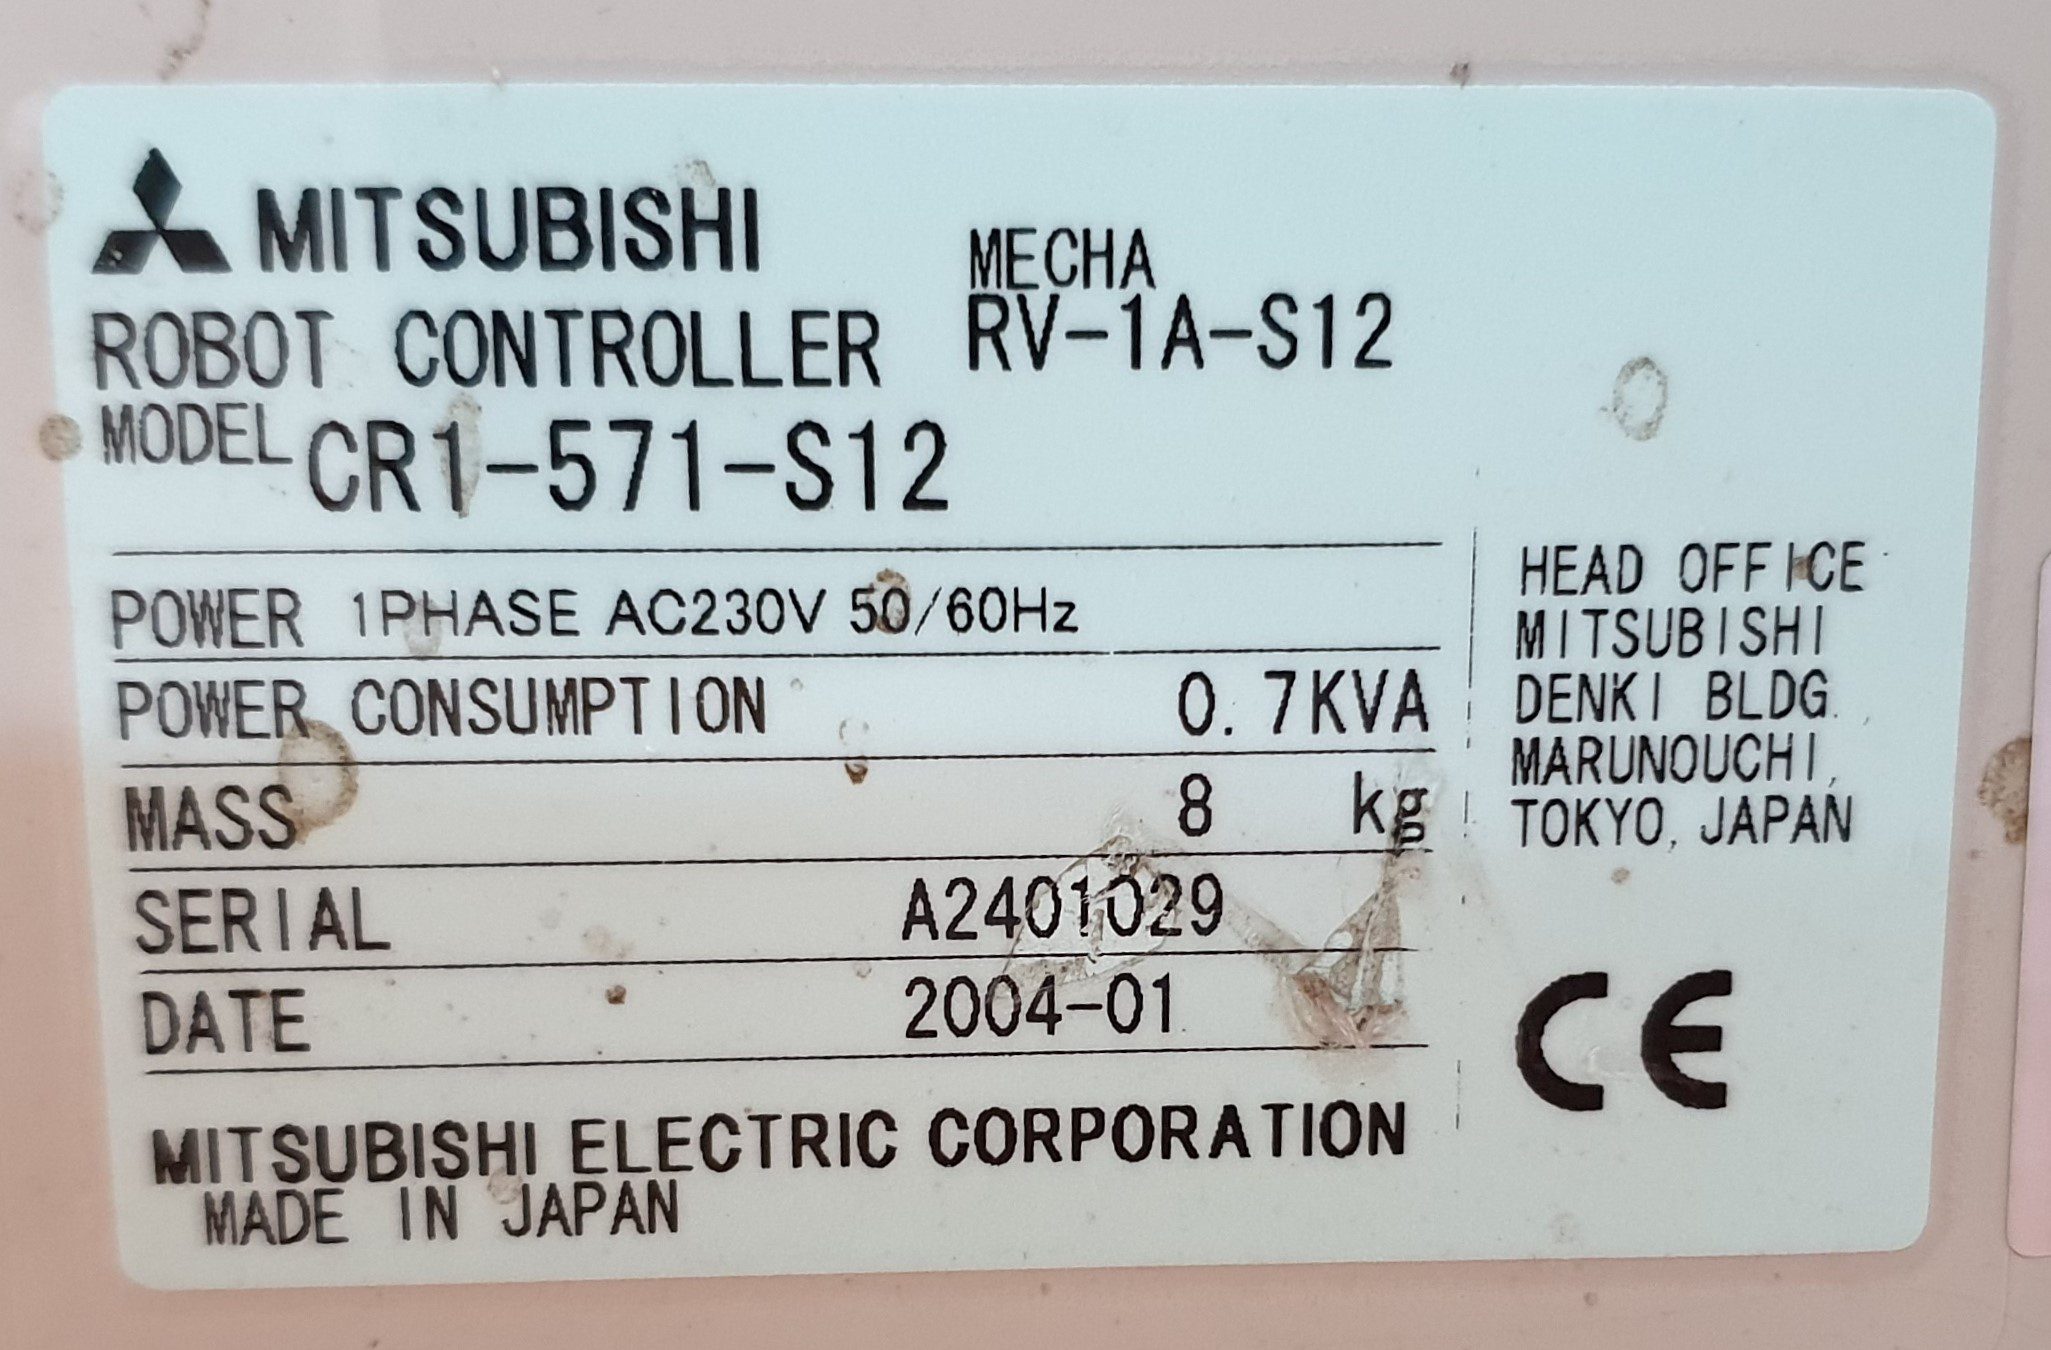 MITSUBISHI
MECHA
ROBOT CONTROLLER RV-1A-S12
MODEL CR1-571-S12
POWER 1PHASE AC230V 50/60Hz
POWER CONSUMPTION 0.7KVA
MASS 8 kg
SERIAL A2401029
DATE 2004-01
MITSUBISHI ELECTRIC CORPORATION
MADE IN JAPAN
HEAD OFFICE
MITSUBISHI
DENKI BLDG.,
MARUNOUCHI,
TOKYO, JAPAN
CE